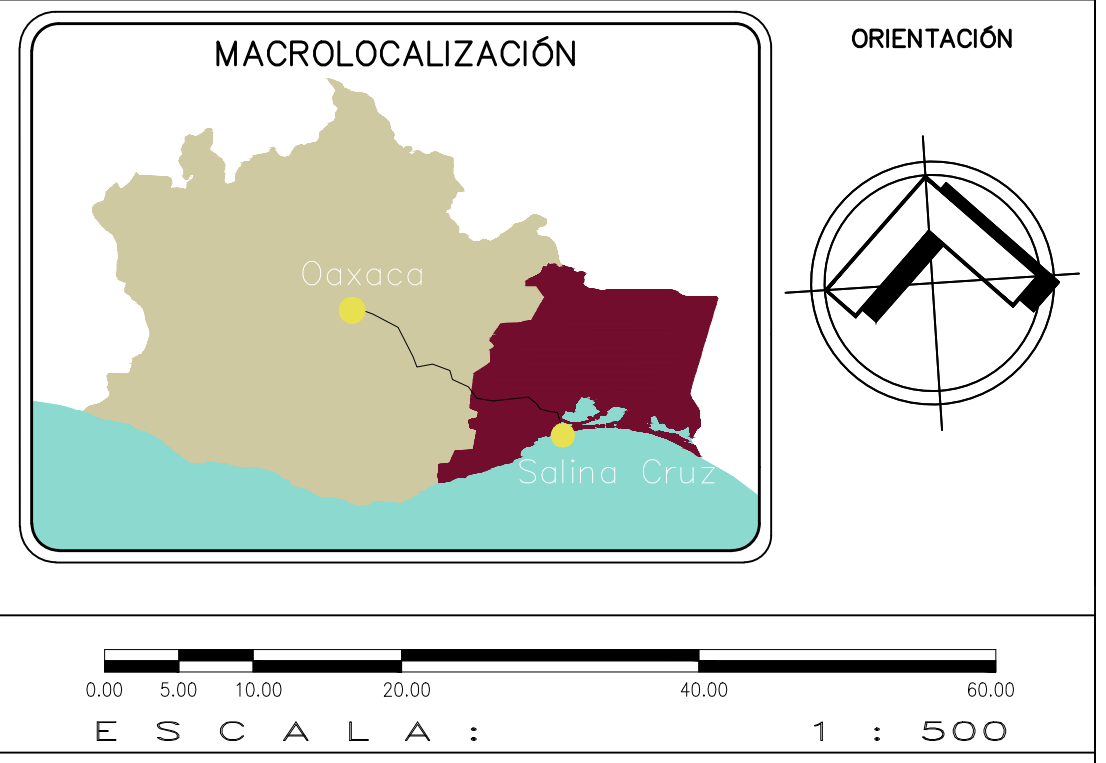 MACROLOCALIZACIÓN
ORIENTACIÓN
Oaxaca
Salina Cruz
0.00 5.00 10.00 20.00 40.00 60.00
ESCALA: 1 : 500